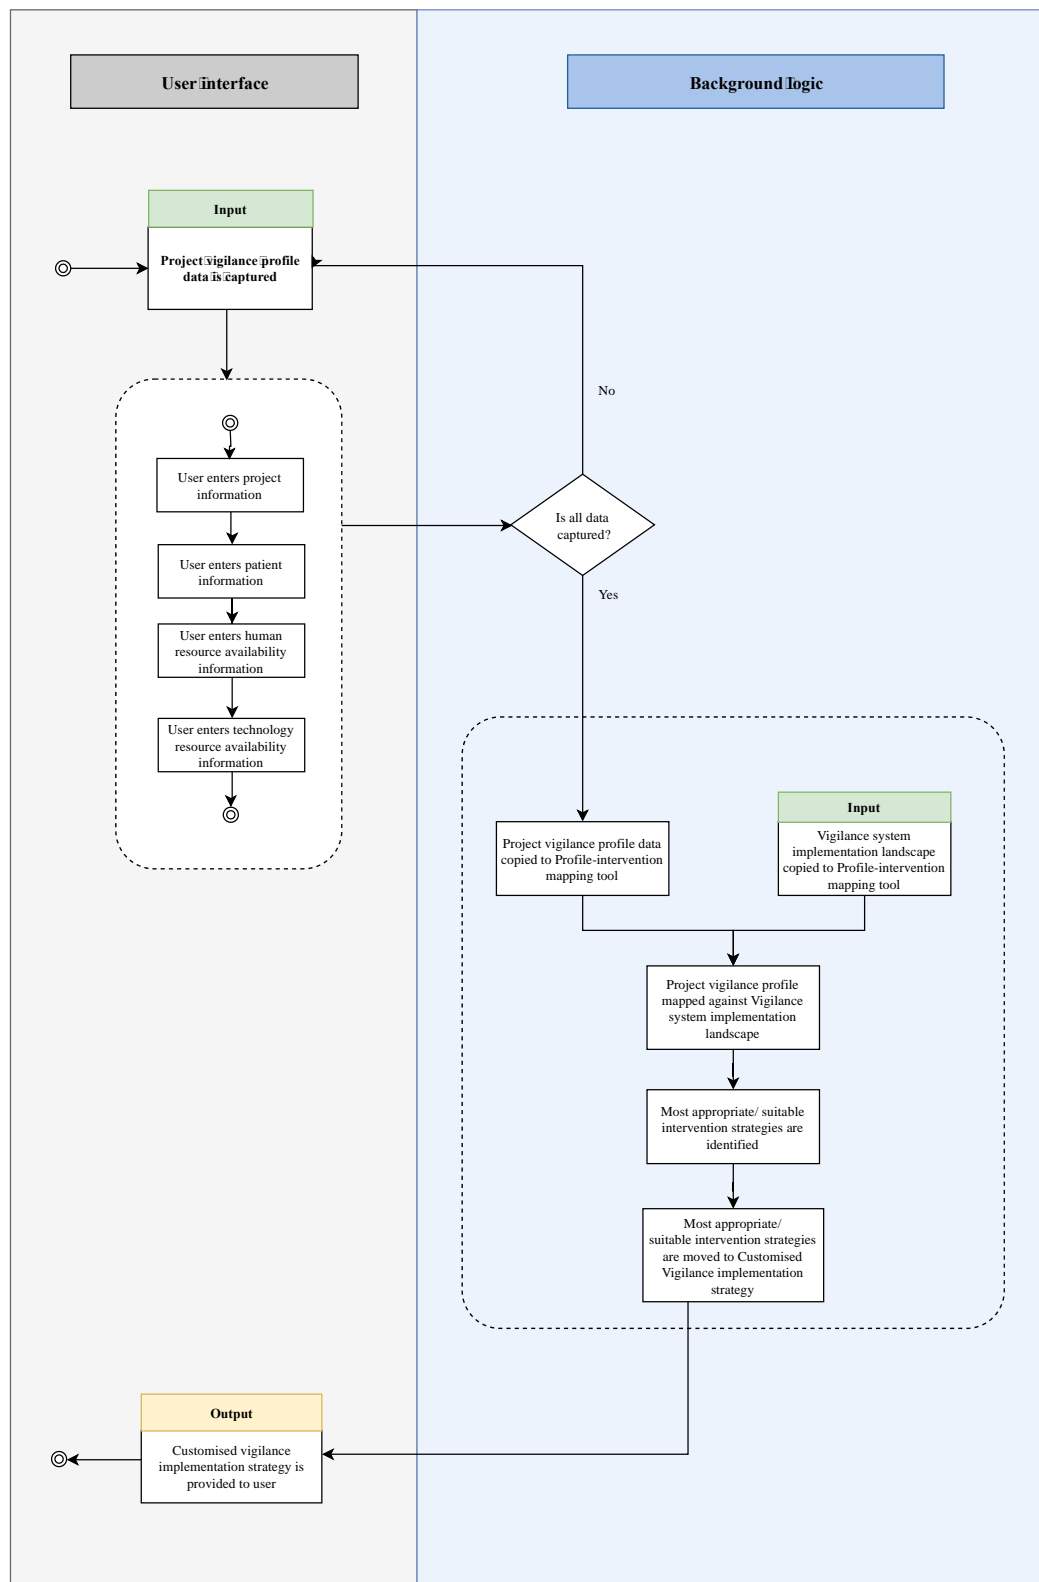 User interface
Background logic
Input
Project vigilance profile
data is captured
No
User enters project
information
Is all data
captured?
User enters patient
information
Yes
User enters human
resource availability
information
User enters technology
resource availability
information
Input
Project vigilance profile data
copied to Profile-intervention
mapping tool
Vigilance system
implementation landscape
copied to Profile-intervention
mapping tool
Project vigilance profile
mapped against Vigilance
system implementation
landscape
Most appropriate/ suitable
intervention strategies are
identified
Most appropriate/
suitable intervention strategies
are moved to Customised
Vigilance implementation
strategy
Output
Customised vigilance
implementation strategy is
provided to user